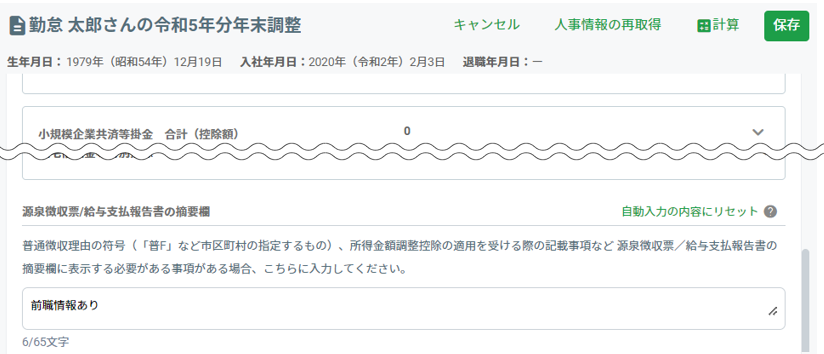 勤怠 太郎さんの令和5年分年末調整 キャンセル 人事情報の再取得 計算 保存
生年月日：1979年（昭和54年）12月19日 入社年月日：2020年（令和2年）2月3日 退職年月日：ー
小規模企業共済等掛金 合計（控除額） 0
源泉徴収票/給与支払報告書の摘要欄 自動入力の内容にリセット ?
普通徴収理由の符号（「普F」など市区町村の指定するもの）、所得金額調整控除の適用を受ける際の記載事項など 源泉徴収票／給与支払報告書の
摘要欄に表示する必要がある事項がある場合、こちらに入力してください。
前職情報あり
6/65文字